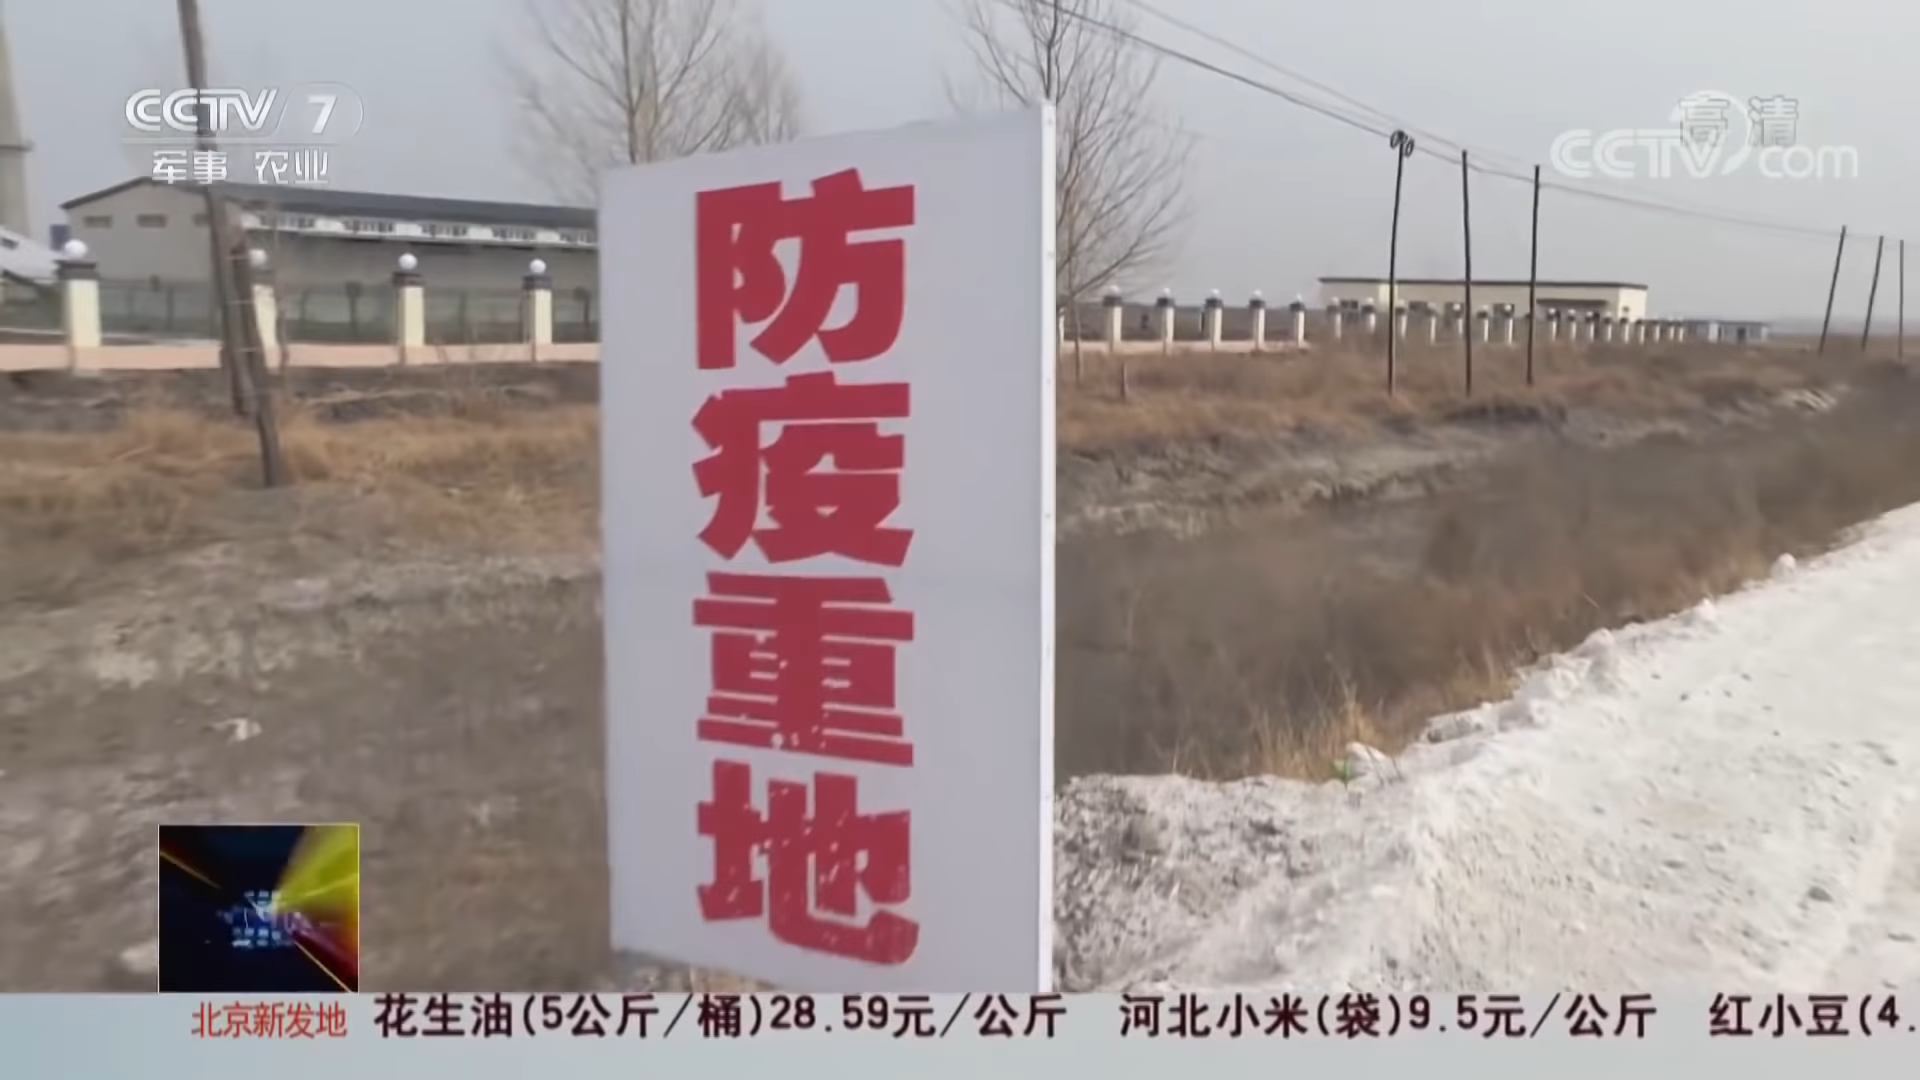 CCTV 7
军事 农业
高清
CCTV.com
防疫重地
北京新发地 花生油(5公斤/桶)28.59元/公斤 河北小米(袋)9.5元/公斤 红小豆(4.